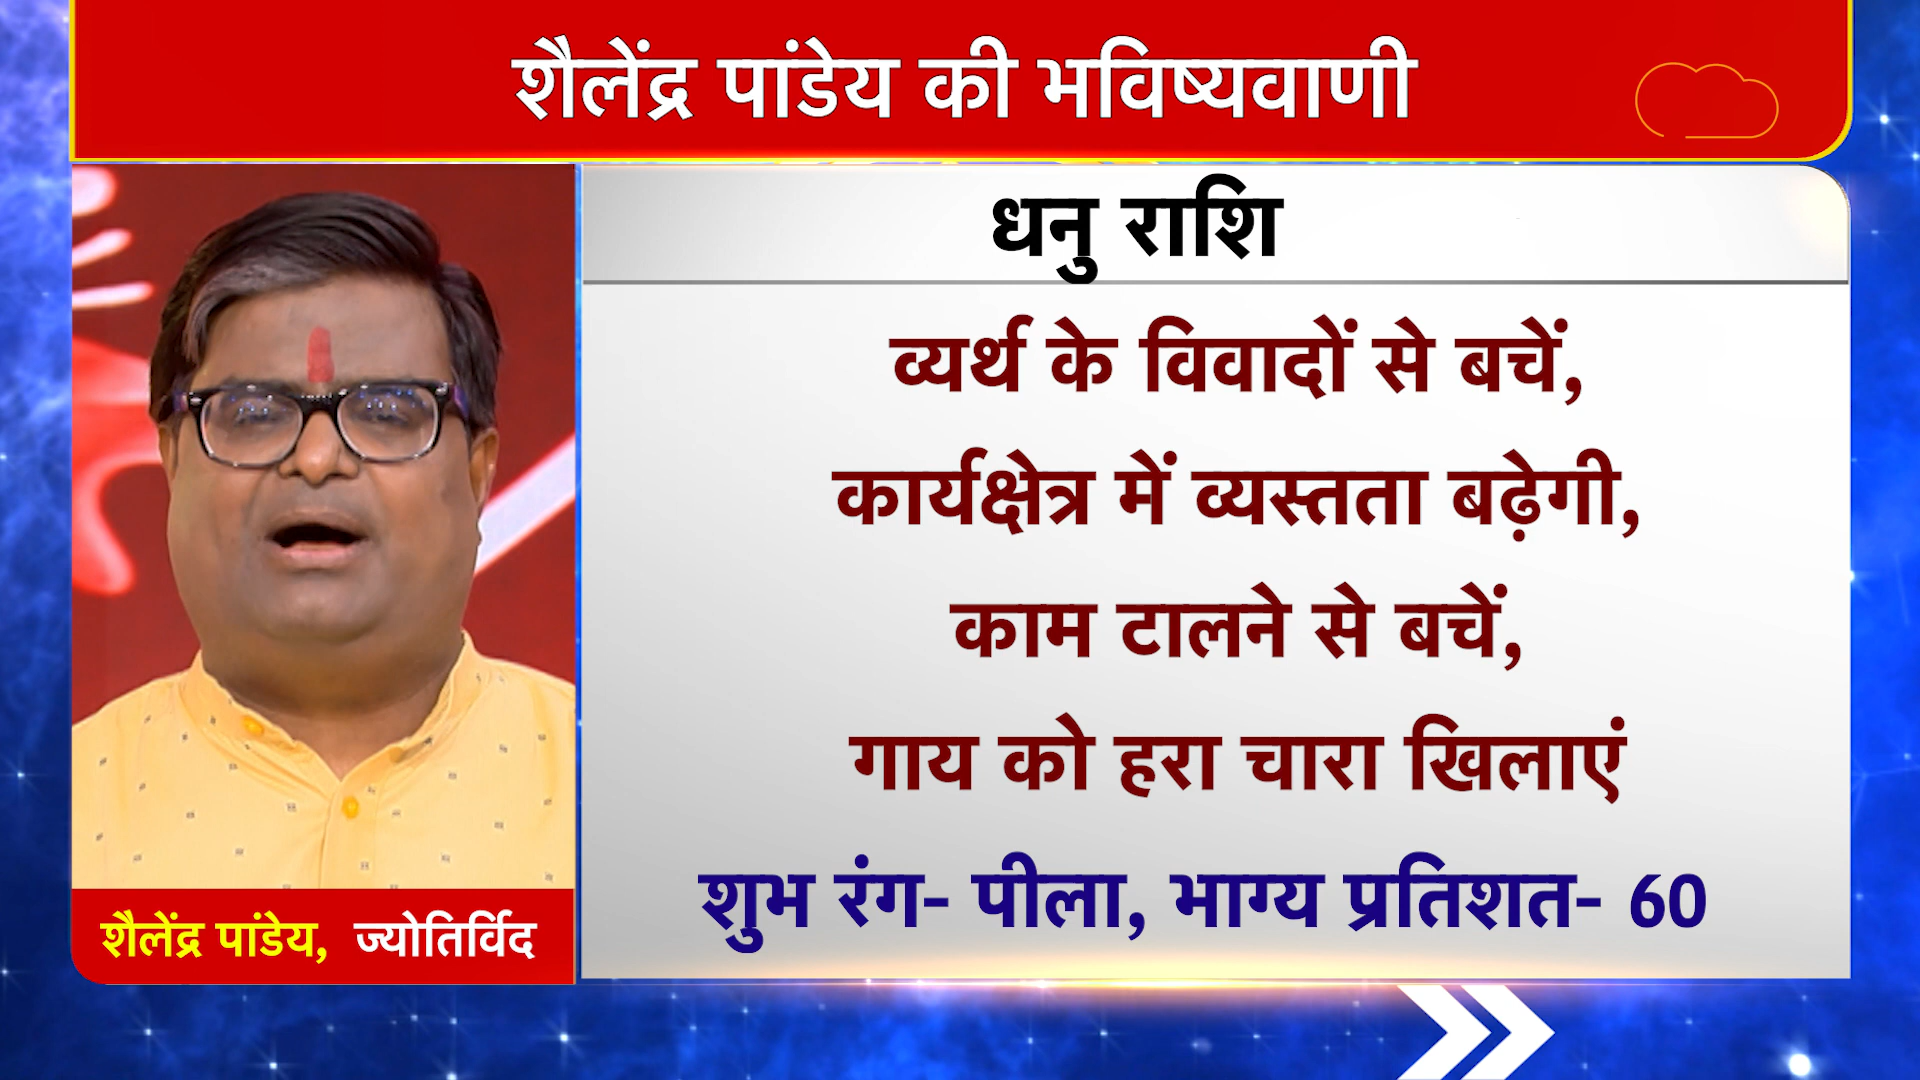 शैलेंद्र पांडेय की भविष्यवाणी
धनु राशि
व्यर्थ के विवादों से बचें,
कार्यक्षेत्र में व्यस्तता बढ़ेगी,
काम टालने से बचें,
गाय को हरा चारा खिलाएं
शुभ रंग- पीला, भाग्य प्रतिशत- 60
शैलेंद्र पांडेय, ज्योतिर्विद